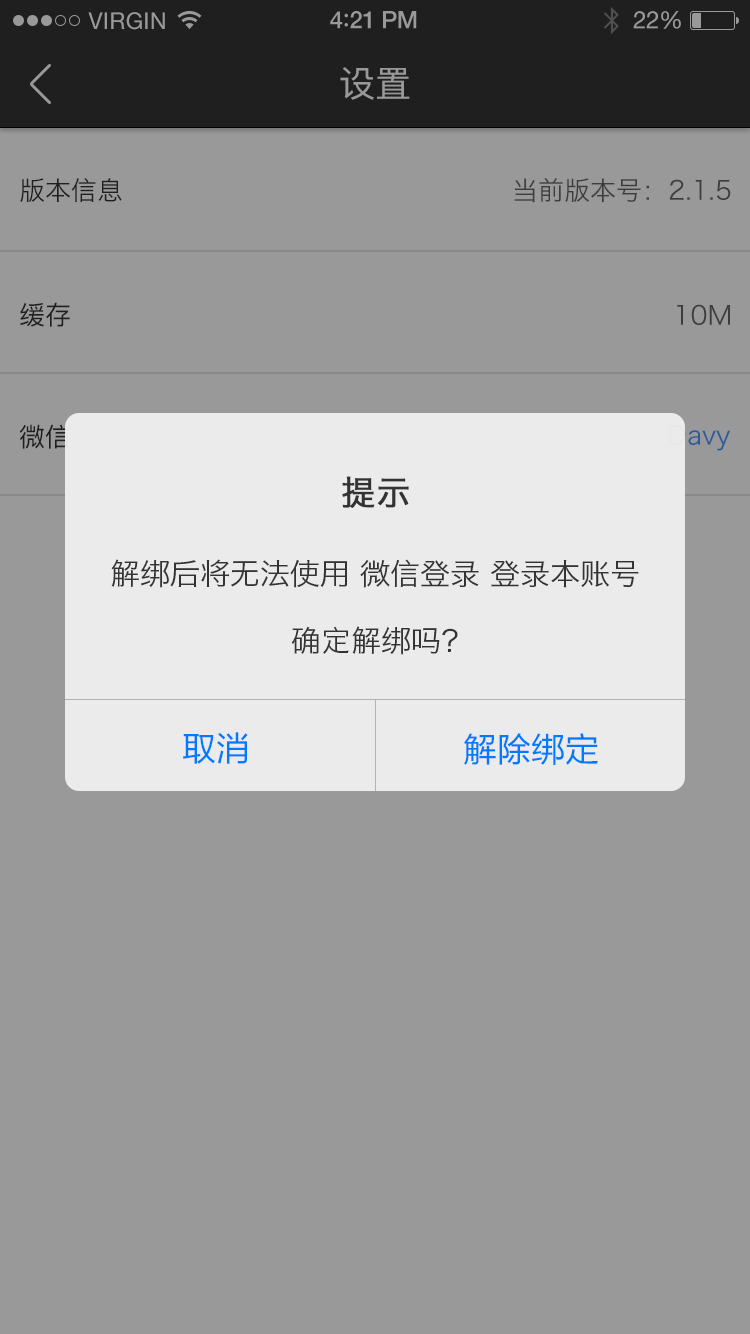 VIRGIN 4:21 PM 22%
设置
版本信息 当前版本号：2.1.5
缓存 10M
微信 avy
提示
解绑后将无法使用 微信登录 登录本账号
确定解绑吗?
取消 解除绑定